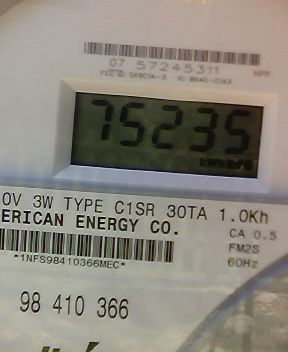 07 57245311
75235
0V 3W TYPE C1SR 30TA 1.0Kh
ERICAN ENERGY CO.
CA 0.5
FM2S
*1NFS98410366MEC*
60Hz
98 410 366